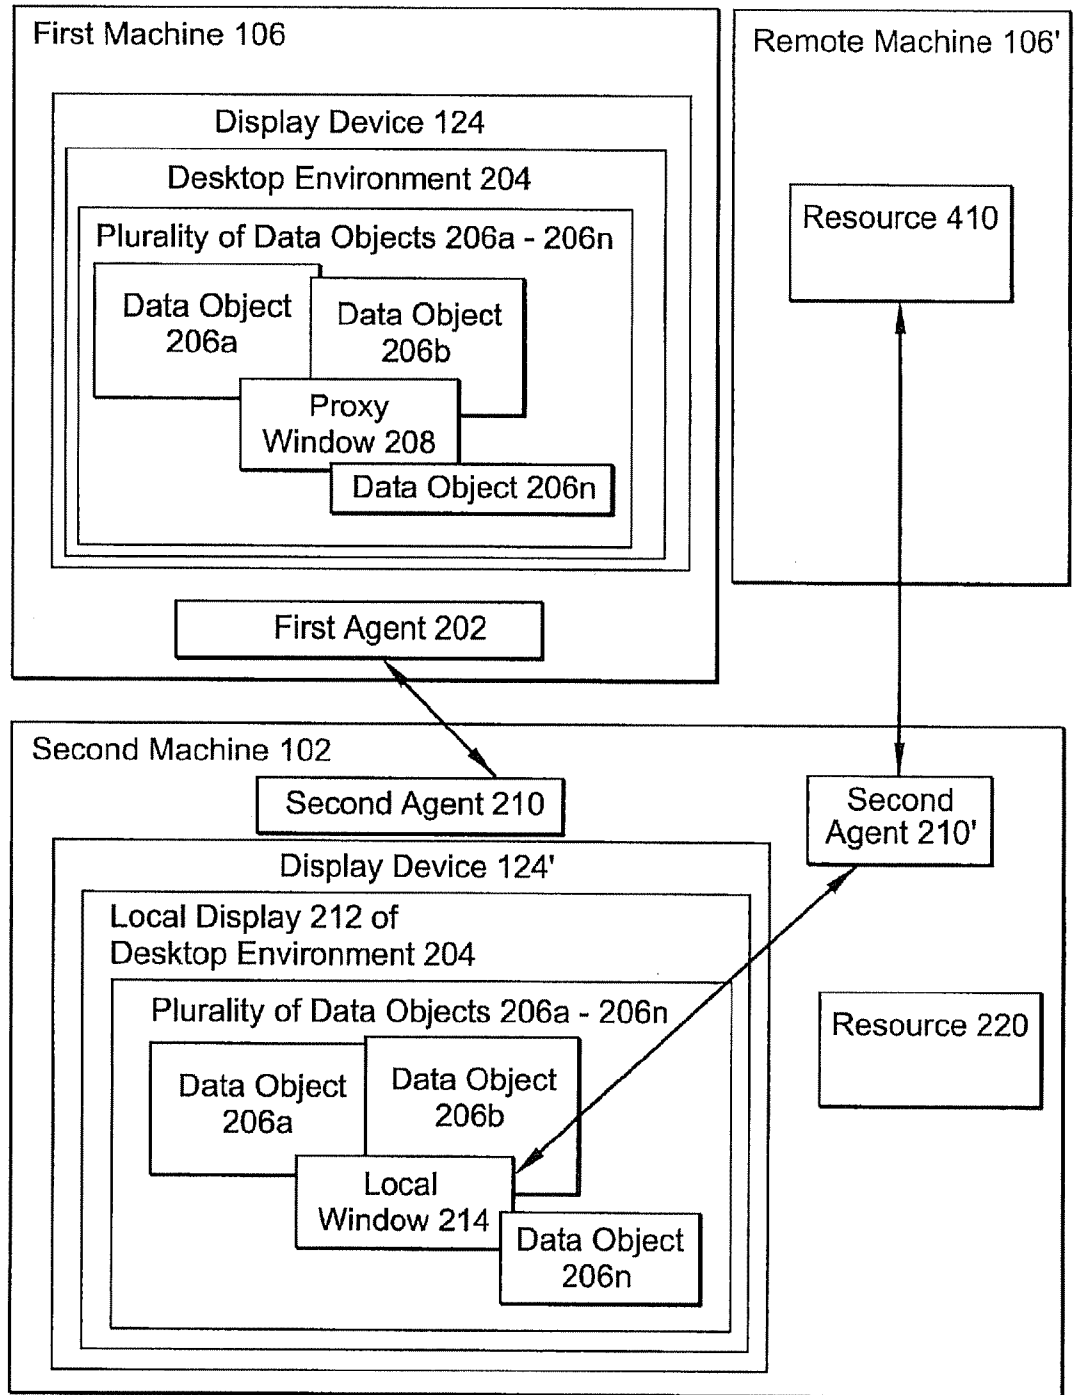 First Machine 106
Display Device 124
Desktop Environment 204
Plurality of Data Objects 206a - 206n
Data Object
206a
Data Object
206b
Proxy
Window 208
Data Object 206n
First Agent 202
Remote Machine 106'
Resource 410
Second Machine 102
Second Agent 210
Second
Agent 210'
Display Device 124'
Local Display 212 of
Desktop Environment 204
Plurality of Data Objects 206a - 206n
Data Object
206a
Data Object
206b
Local
Window 214
Data Object
206n
Resource 220